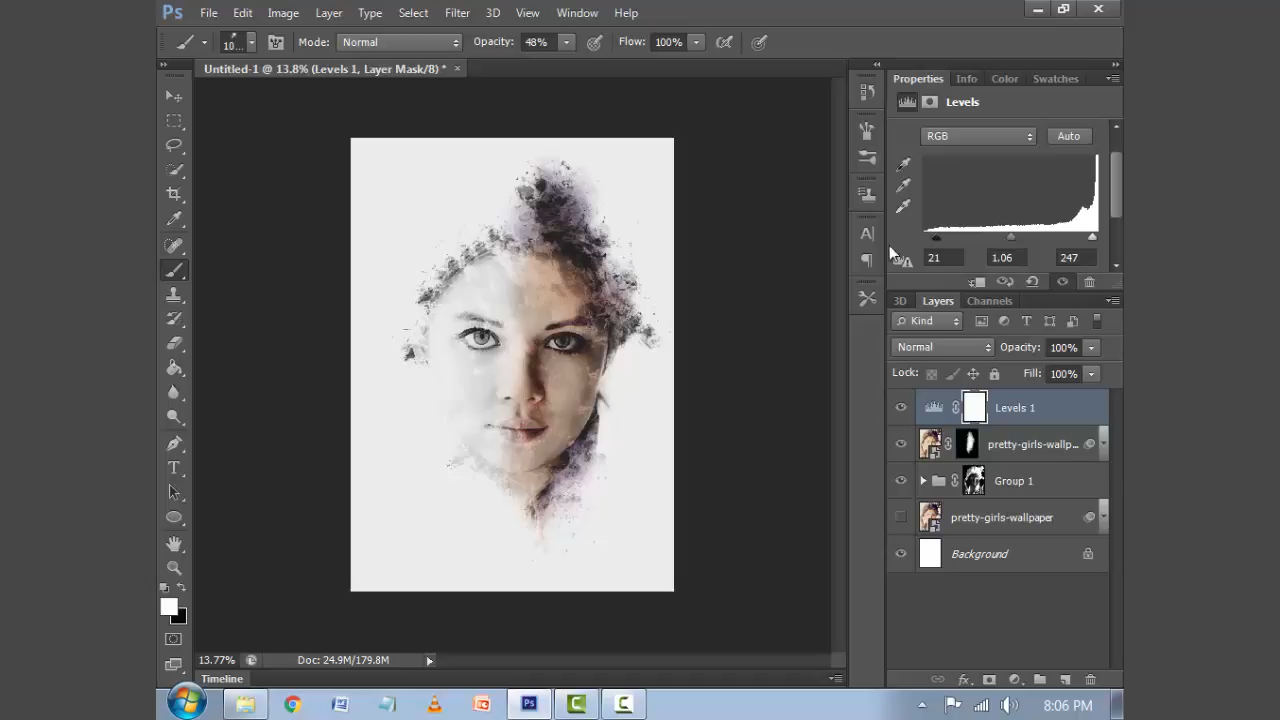 Ps File Edit Image Layer Type Select Filter 3D View Window Help
10... Mode: Normal Opacity: 48% Flow: 100%
Untitled-1 @ 13.8% (Levels 1, Layer Mask/8) * ×
Properties Info Color Swatches
Levels
RGB Auto
21 1.06 247
3D Layers Channels
Kind
Normal Opacity: 100%
Lock: Fill: 100%
Levels 1
pretty-girls-wallp...
Group 1
pretty-girls-wallpaper
Background
13.77% Doc: 24.9M/179.8M
Timeline
8:06 PM